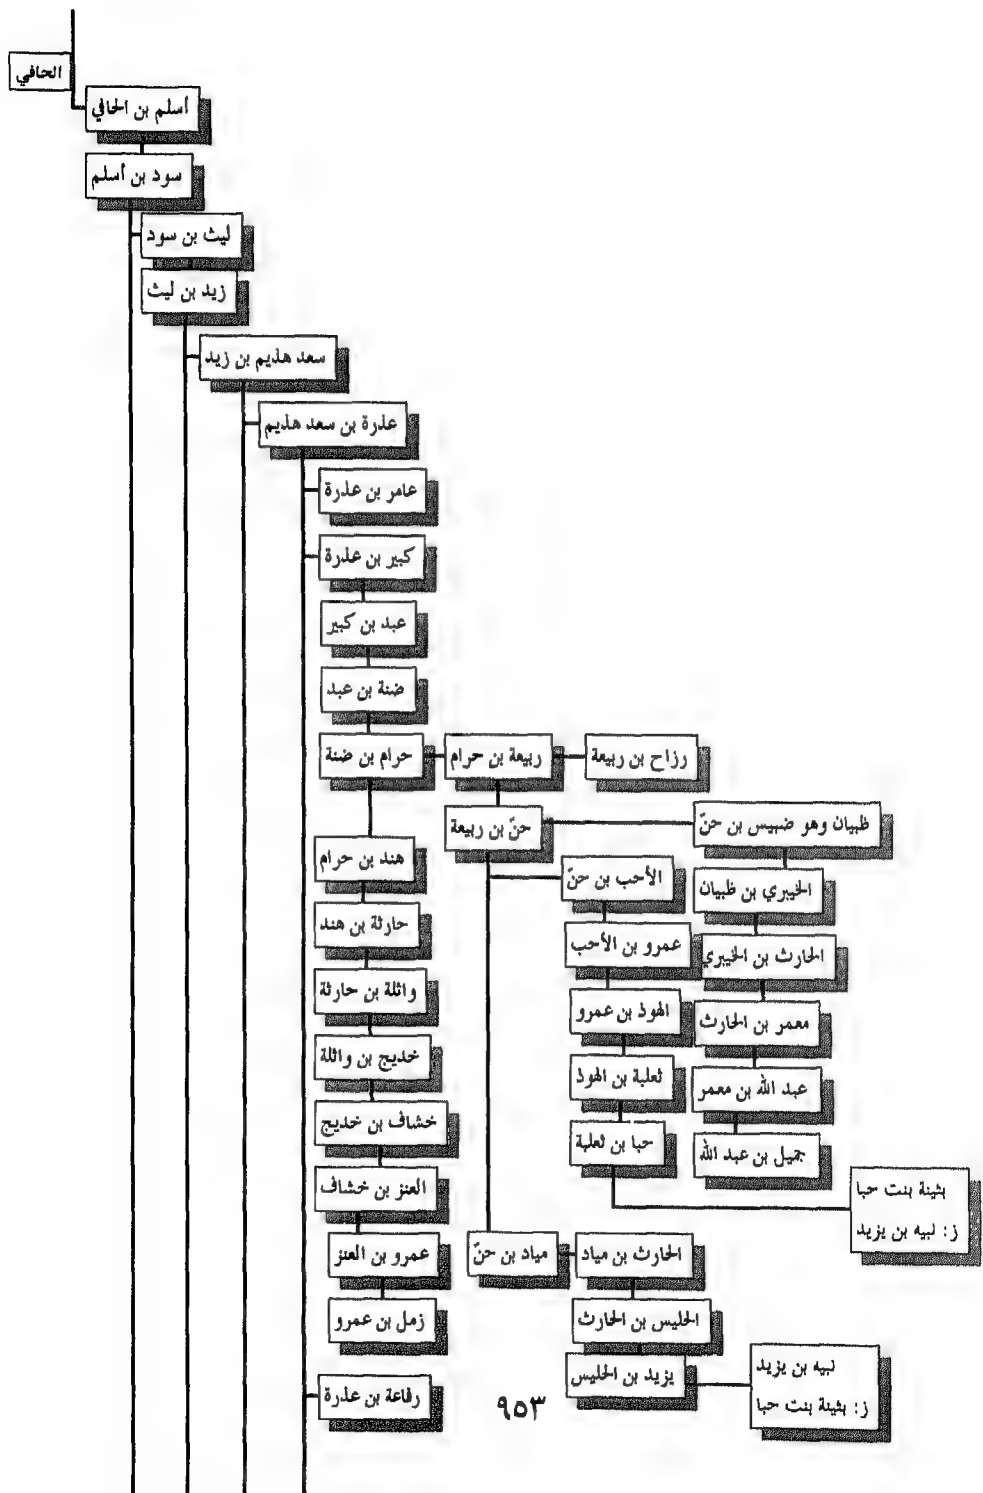 الحافي
أسلم بن الحافي
سود بن أسلم
ليث بن سود
زيد بن ليث
سعد هذيم بن زيد
عذرة بن سعد هذيم
عامر بن عذرة
كبير بن عذرة
عبد بن كبير
ضنة بن عبد
حرام بن ضنة
ربيعة بن حرام
رزاح بن ربيعة
حنّ بن ربيعة
ظبيان وهو ضبيس بن حنّ
هند بن حرام
الأحب بن حنّ
الخيبري بن ظبيان
حارثة بن هند
عمرو بن الأحب
الحارث بن الخيبري
واثلة بن حارثة
الهوذ بن عمرو
معمر بن الحارث
خديج بن واثلة
ثعلبة بن الهوذ
عبد الله بن معمر
خشاف بن خديج
حبا بن ثعلبة
جميل بن عبد الله
العنز بن خشاف
بثينة بنت حبا
ز: نبيه بن يزيد
عمرو بن العنز
مياد بن حنّ
الحارث بن مياد
زمل بن عمرو
الحليس بن الحارث
يزيد بن الحليس
نبيه بن يزيد
ز: بثينة بنت حبا
رفاعة بن عذرة
٩٥٣